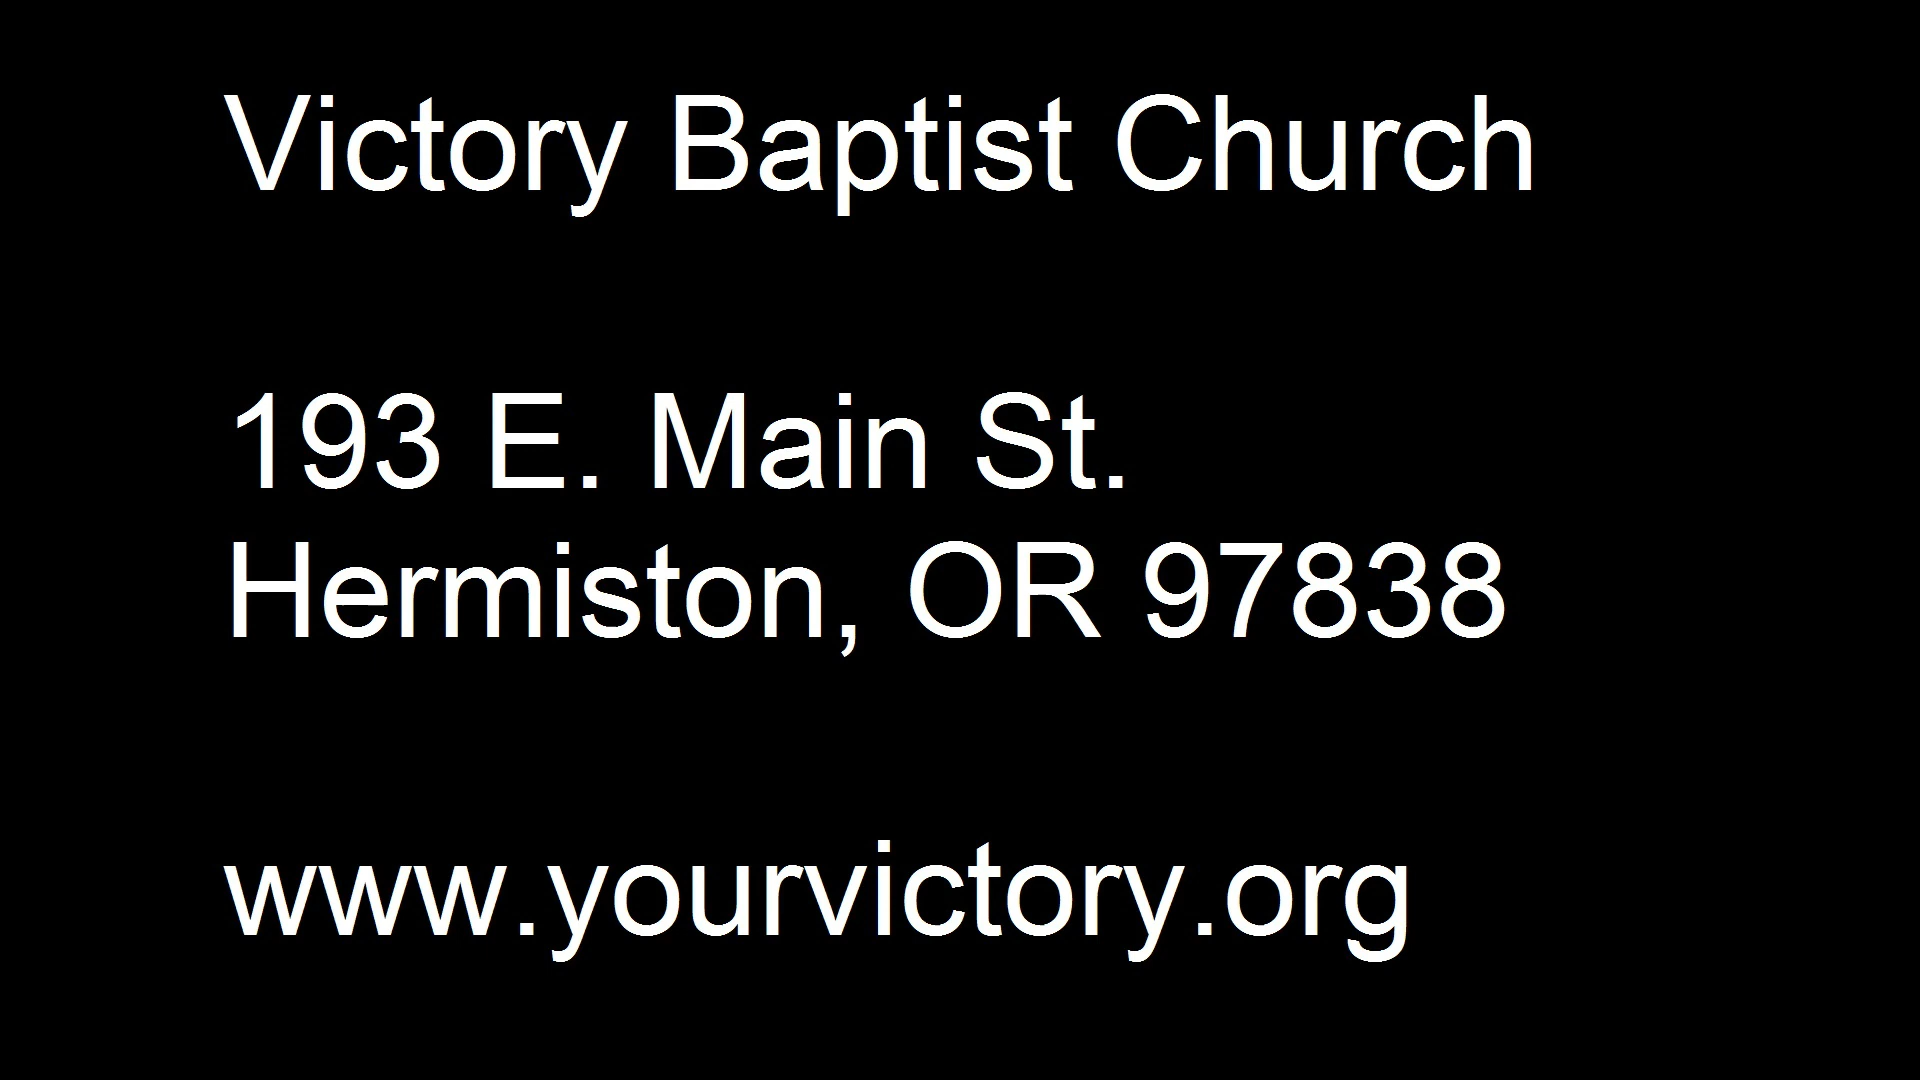 Victory Baptist Church
193 E. Main St.
Hermiston, OR 97838
www.yourvictory.org